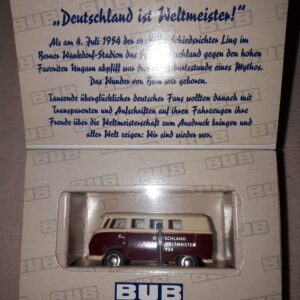 „Deutschland ist Weltmeister!"
Als am 4. Juli 1954 der englische Schiedsrichter Ling im
Berner Wankdorf-Stadion das Spiel Deutschland gegen den hohen
Favoriten Ungarn abpfiff war die Geburtsstunde eines Mythos.
Das Wunder von Bern war geboren.
Tausende überglücklicher deutscher Fans wollten danach mit
Transparenten und Aufschriften auf ihren Fahrzeugen ihre
Freude über die Weltmeisterschaft zum Ausdruck bringen und
aller Welt zeigen: Wir sind wieder wer.
BUB
DEUTSCHLAND
WELTMEISTER
1954
BUB